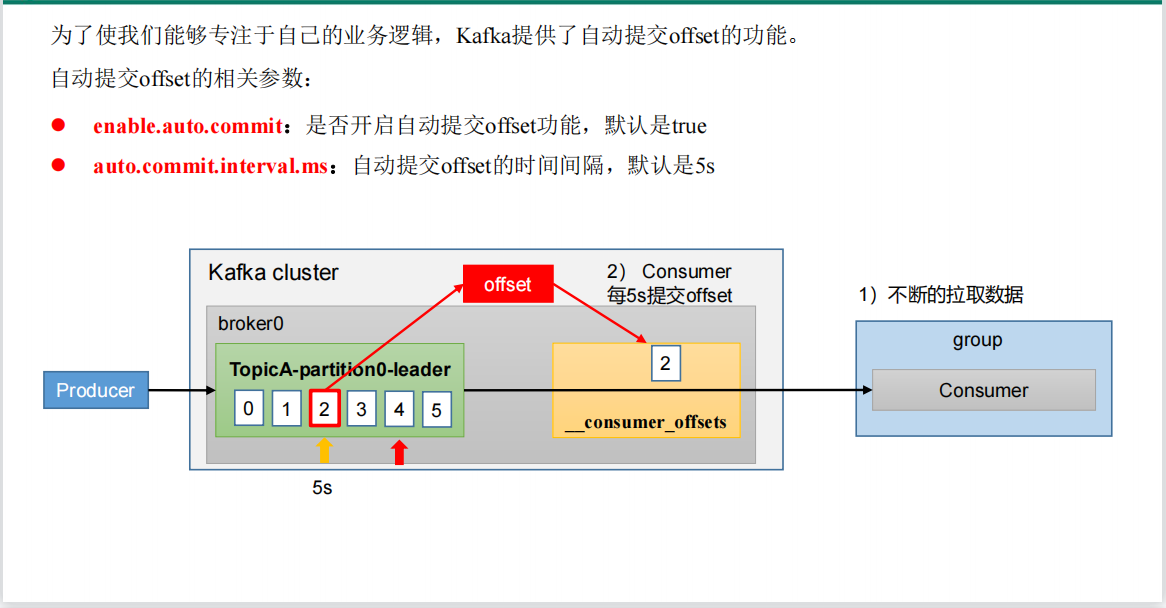 为了使我们能够专注于自己的业务逻辑，Kafka提供了自动提交offset的功能。
自动提交offset的相关参数：
enable.auto.commit：是否开启自动提交offset功能，默认是true
auto.commit.interval.ms：自动提交offset的时间间隔，默认是5s
Kafka cluster
offset
2） Consumer
每5s提交offset
1）不断的拉取数据
broker0
group
TopicA-partition0-leader
2
Producer
Consumer
0 1 2 3 4 5
__consumer_offsets
5s